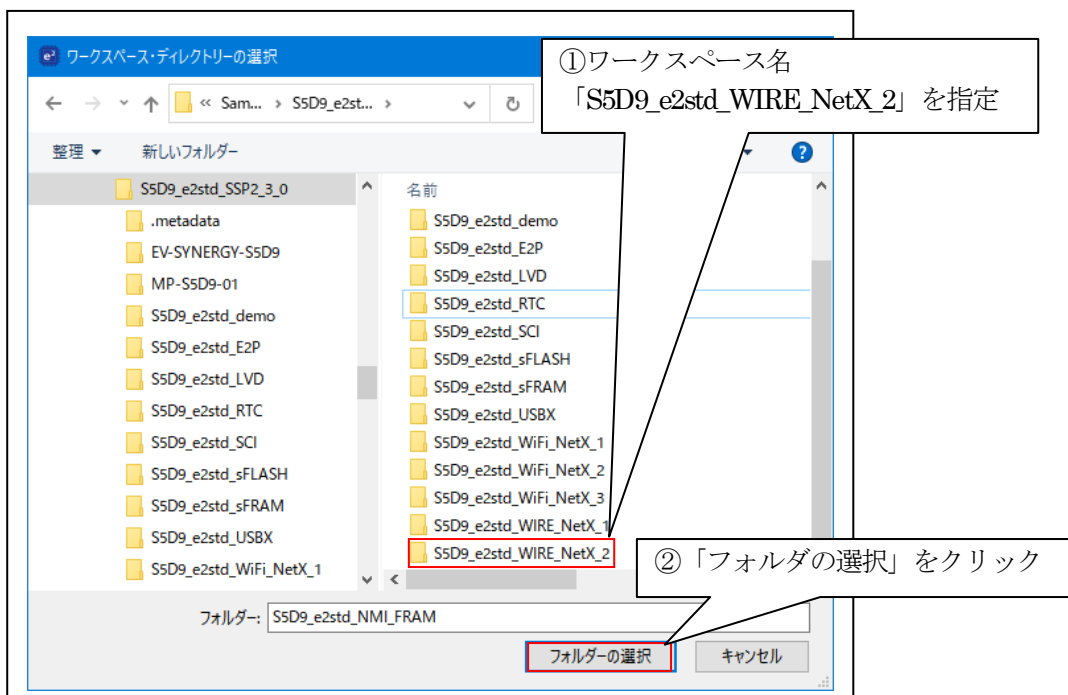 e² ワークスペース・ディレクトリーの選択
①ワークスペース名
「S5D9_e2std_WIRE_NetX_2」を指定
« Sam... › S5D9_e2st... ›
整理 新しいフォルダー
?
S5D9_e2std_SSP2_3_0
.metadata
EV-SYNERGY-S5D9
MP-S5D9-01
S5D9_e2std_demo
S5D9_e2std_E2P
S5D9_e2std_LVD
S5D9_e2std_RTC
S5D9_e2std_SCI
S5D9_e2std_sFLASH
S5D9_e2std_sFRAM
S5D9_e2std_USBX
S5D9_e2std_WiFi_NetX_1
名前
S5D9_e2std_demo
S5D9_e2std_E2P
S5D9_e2std_LVD
S5D9_e2std_RTC
S5D9_e2std_SCI
S5D9_e2std_sFLASH
S5D9_e2std_sFRAM
S5D9_e2std_USBX
S5D9_e2std_WiFi_NetX_1
S5D9_e2std_WiFi_NetX_2
S5D9_e2std_WiFi_NetX_3
S5D9_e2std_WIRE_NetX_1
S5D9_e2std_WIRE_NetX_2
②「フォルダの選択」をクリック
フォルダー: S5D9_e2std_NMI_FRAM
フォルダーの選択 キャンセル